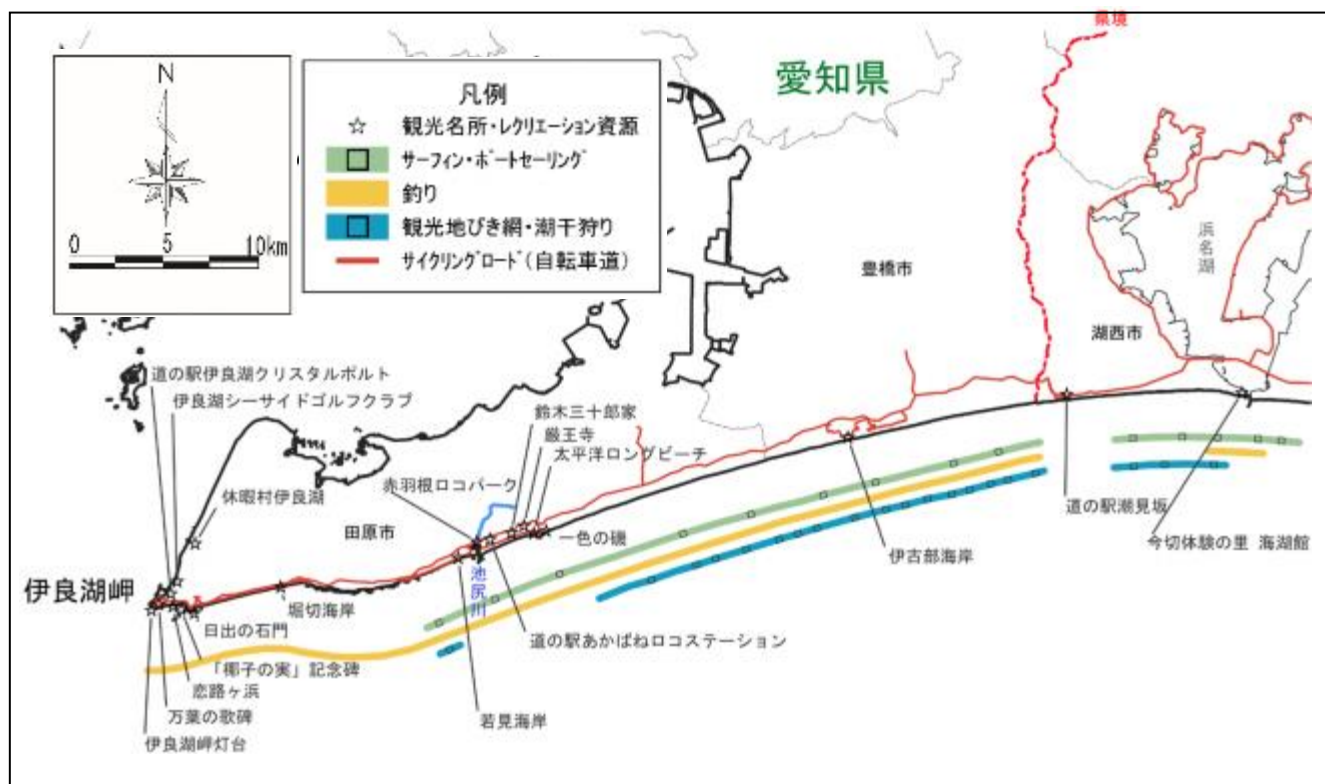 県境
愛知県
N
0 5 10km
凡例
観光名所・レクリエーション資源
サーフィン・ボートセーリング
釣り
観光地びき網・潮干狩り
サイクリングロード(自転車道)
浜名湖
豊橋市
湖西市
道の駅伊良湖クリスタルポルト
伊良湖シーサイドゴルフクラブ
鈴木三十郎家
厳王寺
太平洋ロングビーチ
赤羽根ロコパーク
休暇村伊良湖
田原市
一色の磯
道の駅潮見坂
今切体験の里 海湖館
伊古部海岸
池尻川
伊良湖岬
堀切海岸
日出の石門
道の駅あかばねロコステーション
「椰子の実」記念碑
恋路ヶ浜
万葉の歌碑
若見海岸
伊良湖岬灯台